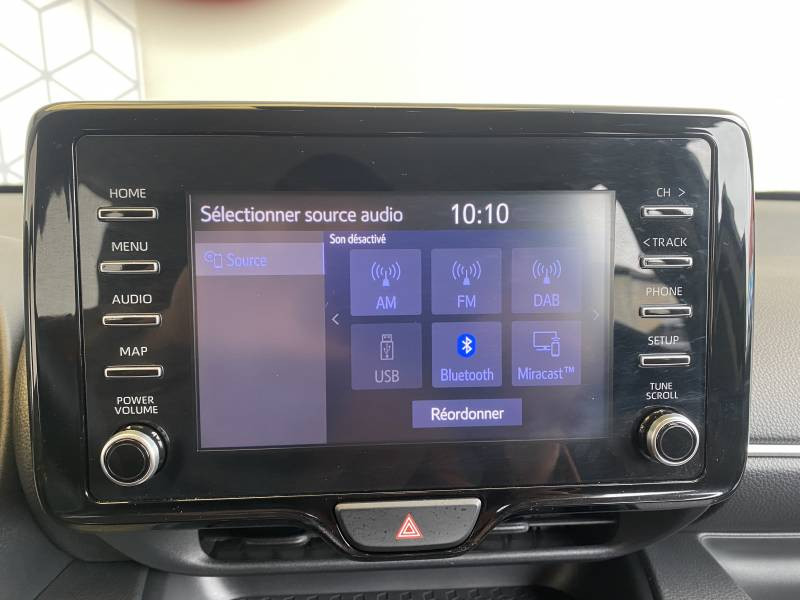 HOME
MENU
AUDIO
MAP
POWER
VOLUME
Sélectionner source audio 10:10
Source
Son désactivé
AM FM DAB
USB Bluetooth Miracast™
Réordonner
CH >
< TRACK
PHONE
SETUP
TUNE
SCROLL